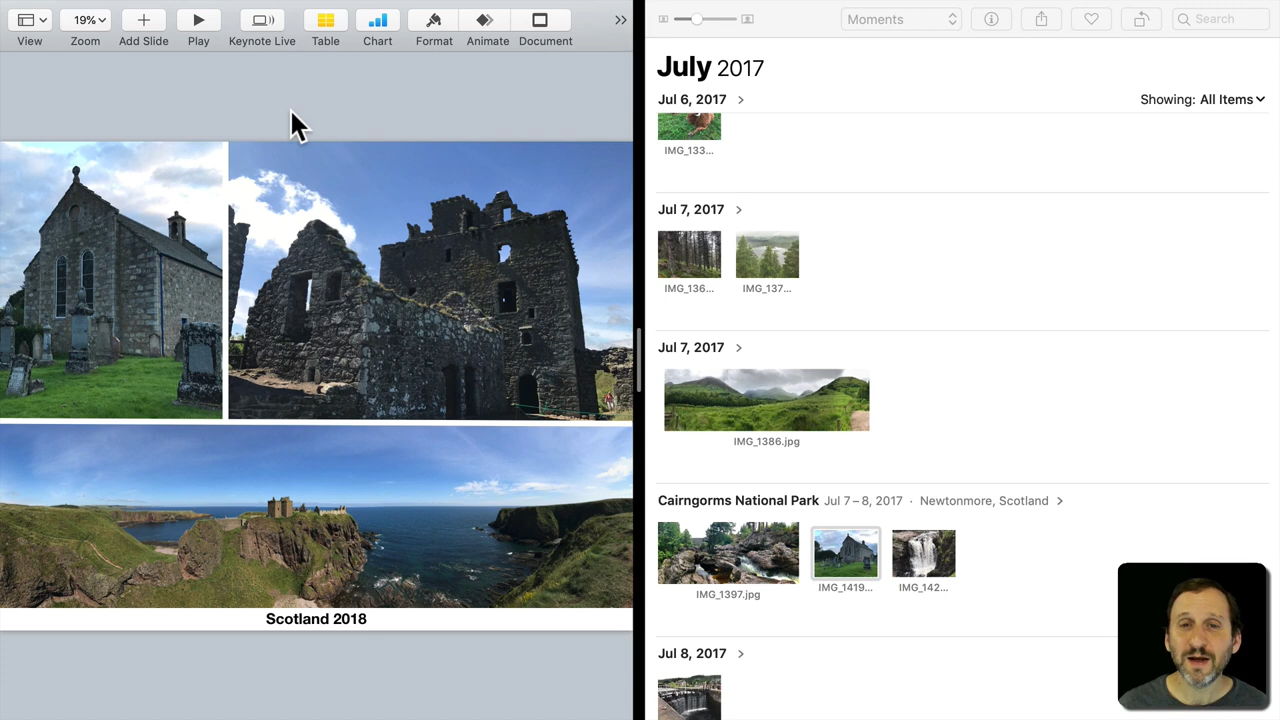 19%
View Zoom Add Slide Play Keynote Live Table Chart Format Animate Document
Scotland 2018
Moments
Search
July 2017
Jul 6, 2017
Showing: All Items
IMG_133...
Jul 7, 2017
IMG_136... IMG_137...
Jul 7, 2017
IMG_1386.jpg
Cairngorms National Park Jul 7 – 8, 2017 · Newtonmore, Scotland
IMG_1397.jpg IMG_1419... IMG_142...
Jul 8, 2017